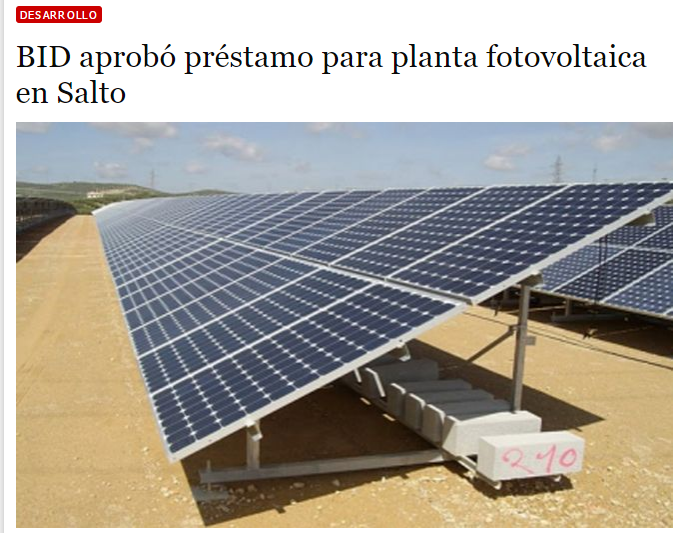 DESARROLLO
BID aprobó préstamo para planta fotovoltaica
en Salto
210